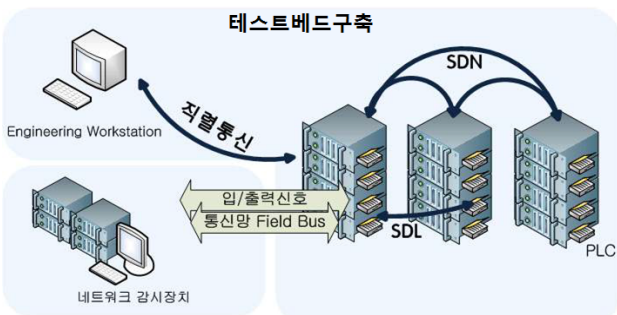 테스트베드구축
SDN
직렬통신
Engineering Workstation
입/출력신호
통신망 Field Bus
SDL
PLC
네트워크 감시장치